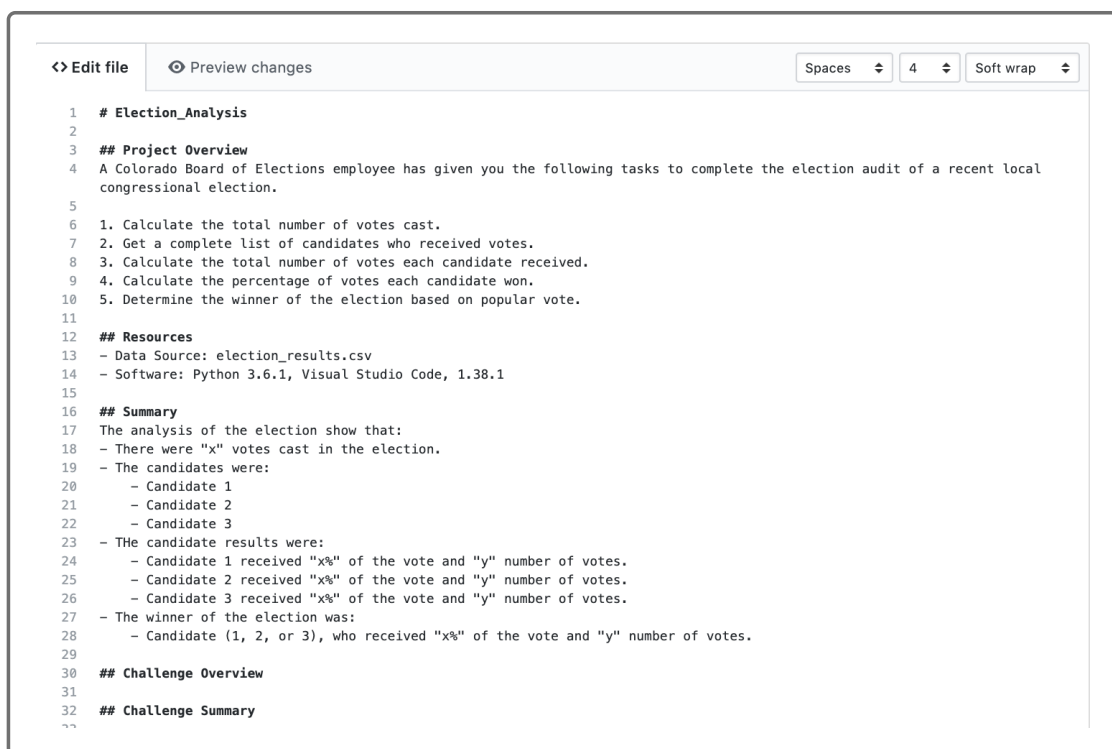 <> Edit file Preview changes Spaces 4 Soft wrap
1 # Election_Analysis
2
3 ## Project Overview
4 A Colorado Board of Elections employee has given you the following tasks to complete the election audit of a recent local
congressional election.
5
6 1. Calculate the total number of votes cast.
7 2. Get a complete list of candidates who received votes.
8 3. Calculate the total number of votes each candidate received.
9 4. Calculate the percentage of votes each candidate won.
10 5. Determine the winner of the election based on popular vote.
11
12 ## Resources
13 - Data Source: election_results.csv
14 - Software: Python 3.6.1, Visual Studio Code, 1.38.1
15
16 ## Summary
17 The analysis of the election show that:
18 - There were "x" votes cast in the election.
19 - The candidates were:
20 - Candidate 1
21 - Candidate 2
22 - Candidate 3
23 - THe candidate results were:
24 - Candidate 1 received "x%" of the vote and "y" number of votes.
25 - Candidate 2 received "x%" of the vote and "y" number of votes.
26 - Candidate 3 received "x%" of the vote and "y" number of votes.
27 - The winner of the election was:
28 - Candidate (1, 2, or 3), who received "x%" of the vote and "y" number of votes.
29
30 ## Challenge Overview
31
32 ## Challenge Summary